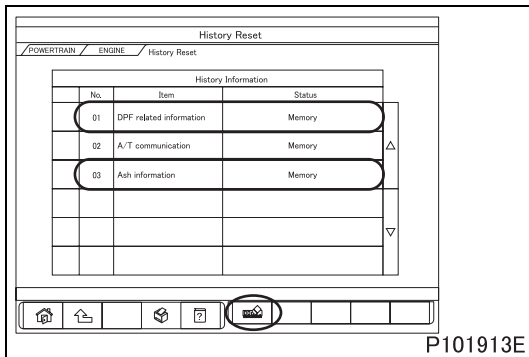 History Reset
POWERTRAIN / ENGINE / History Reset
History Information
No. Item Status
01 DPF related information Memory
02 A/T communication Memory
03 Ash information Memory
?
P101913E